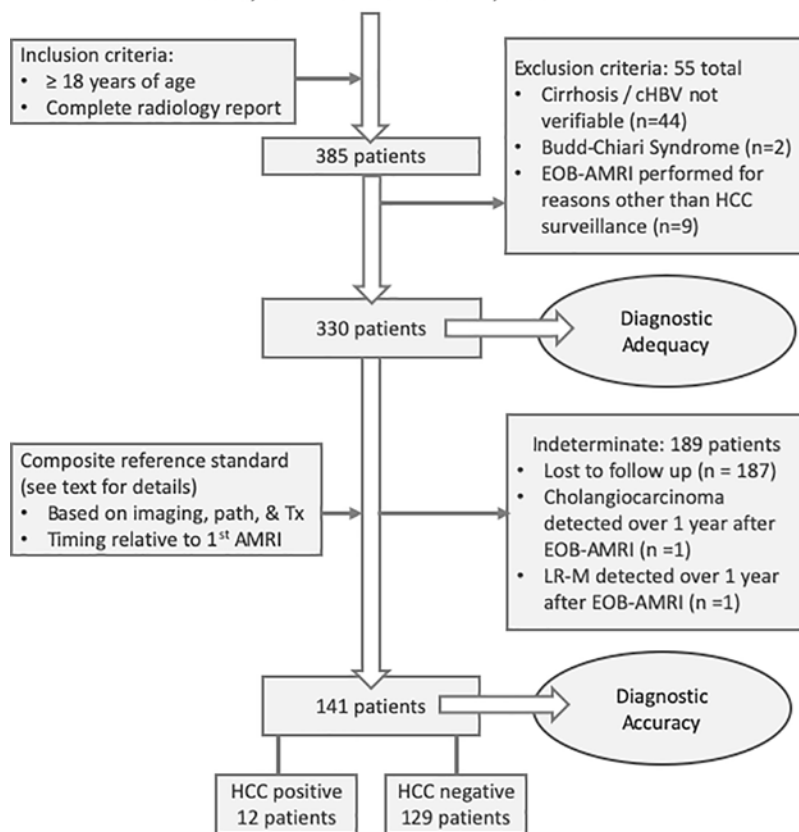 Inclusion criteria:
• ≥ 18 years of age
• Complete radiology report
385 patients
Exclusion criteria: 55 total
• Cirrhosis / cHBV not
verifiable (n=44)
• Budd-Chiari Syndrome (n=2)
• EOB-AMRI performed for
reasons other than HCC
surveillance (n=9)
330 patients
Diagnostic
Adequacy
Composite reference standard
(see text for details)
• Based on imaging, path, & Tx
• Timing relative to 1st AMRI
Indeterminate: 189 patients
• Lost to follow up (n = 187)
• Cholangiocarcinoma
detected over 1 year after
EOB-AMRI (n =1)
• LR-M detected over 1 year
after EOB-AMRI (n =1)
141 patients
Diagnostic
Accuracy
HCC positive
12 patients
HCC negative
129 patients